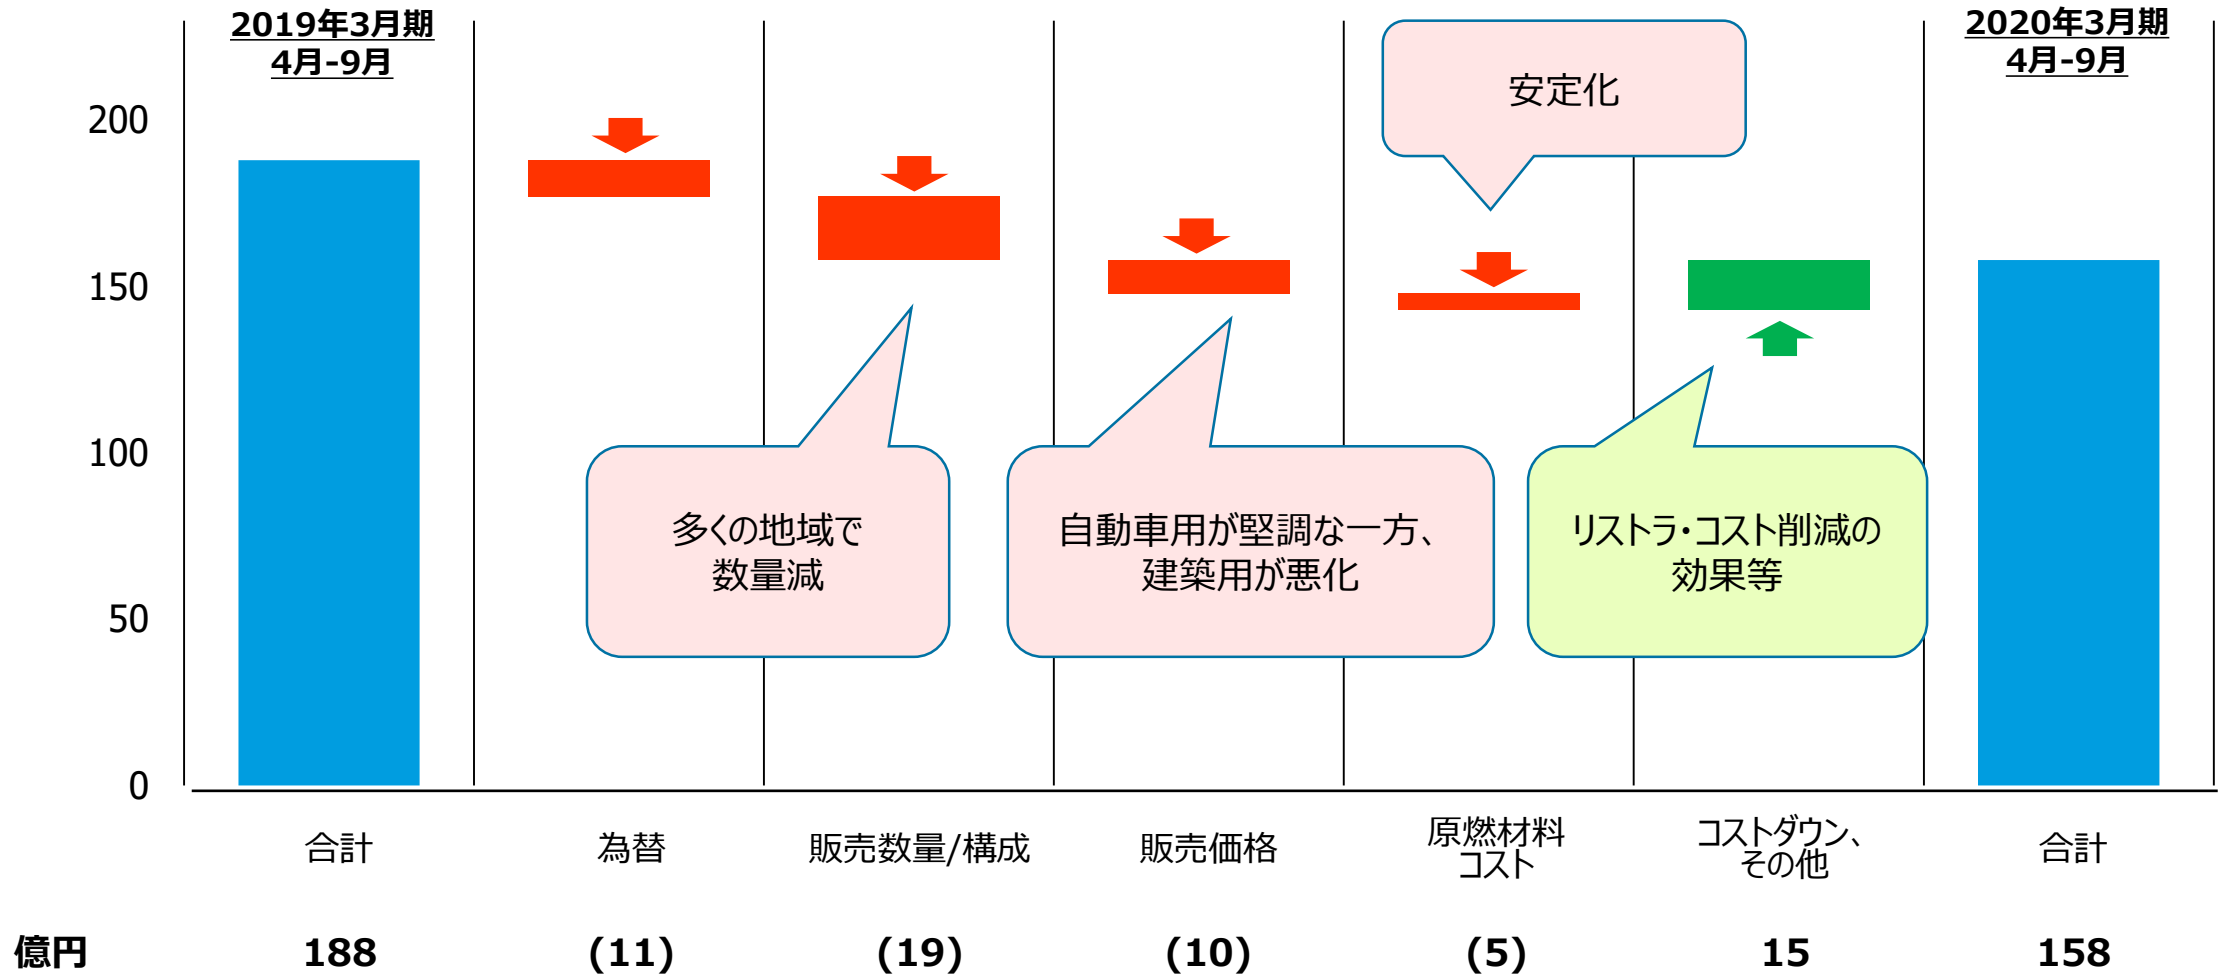 2019年3月期
4月-9月
2020年3月期
4月-9月
安定化
200
150
100
50
0
多くの地域で
数量減
自動車用が堅調な一方、
建築用が悪化
リストラ・コスト削減の
効果等
合計
為替
販売数量/構成
販売価格
原燃材料
コスト
コストダウン、
その他
合計
億円 188 (11) (19) (10) (5) 15 158